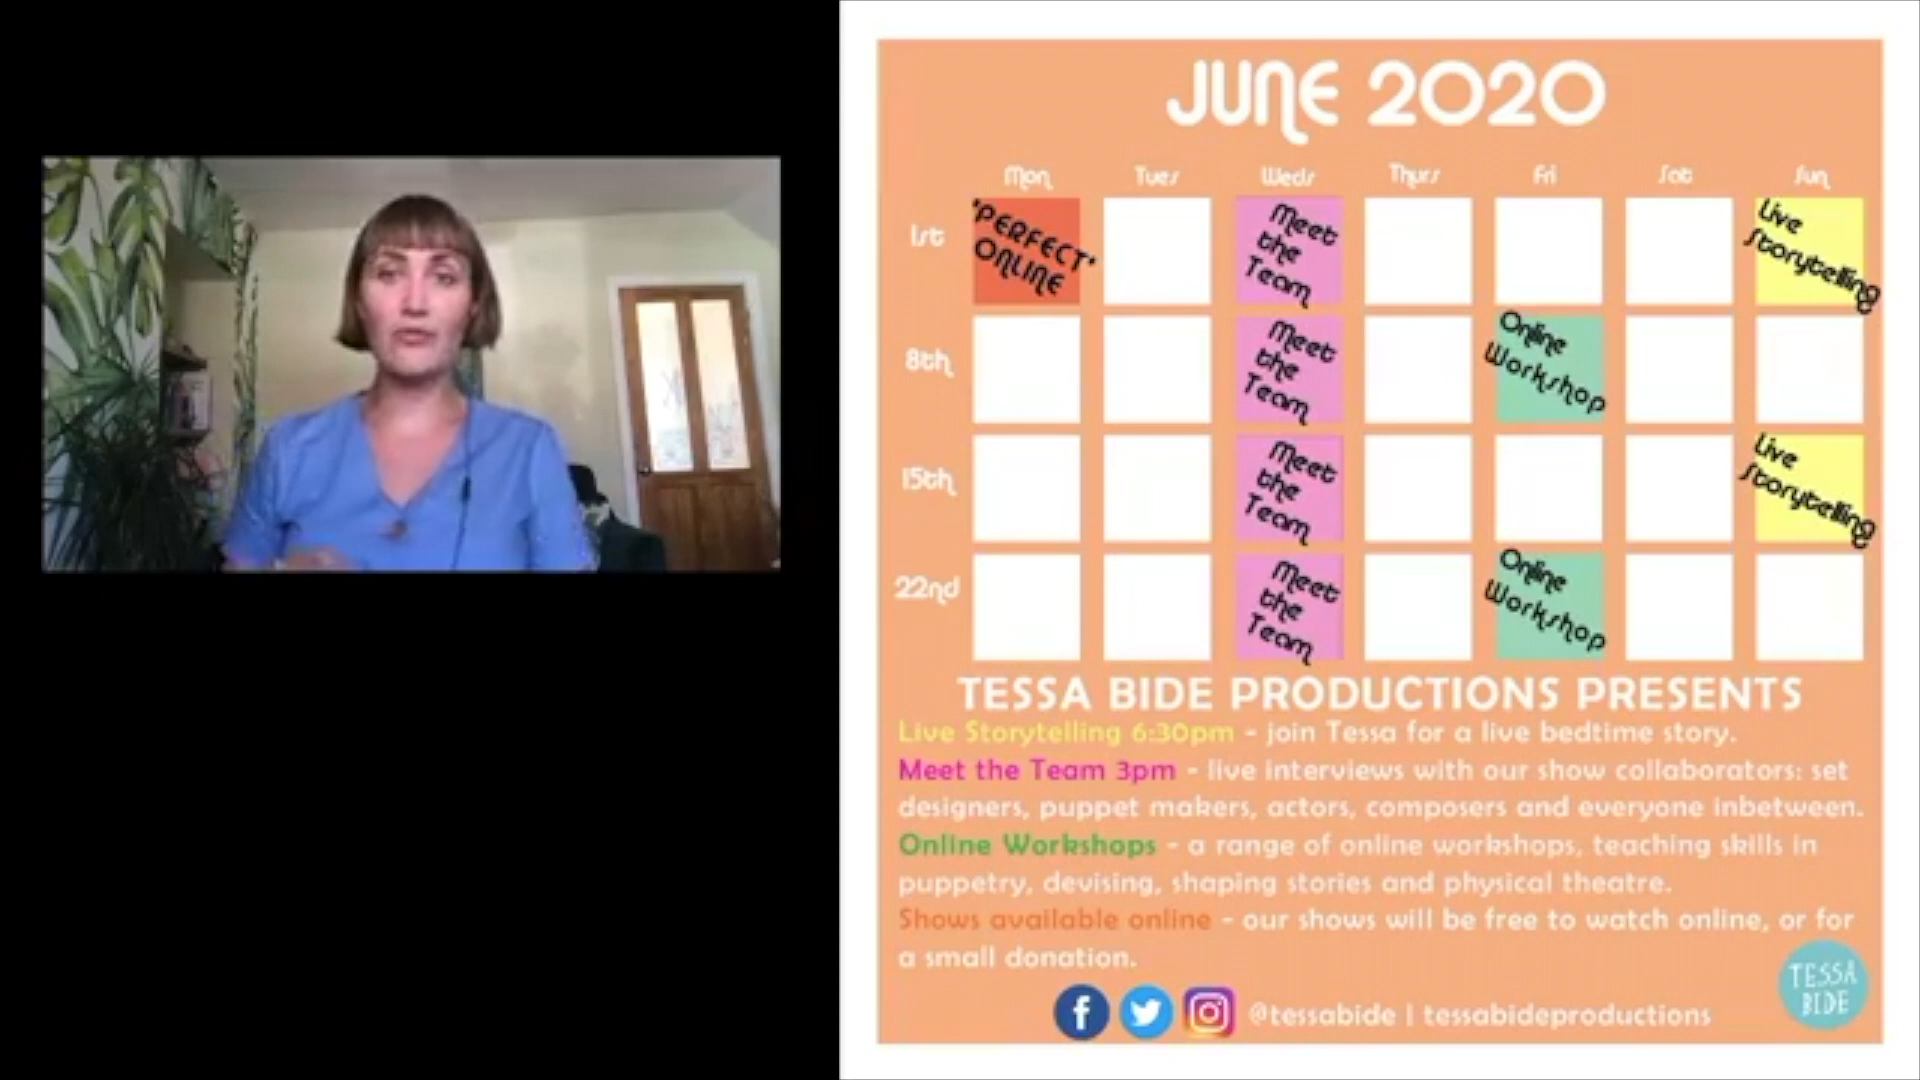 JUNE 2020
Mon Tues Weds Thurs Fri Sat Sun
1st
'PERFECT'
ONLINE
Meet
the
Team
Live
Storytelling
8th
Meet
the
Team
Online
Workshop
15th
Meet
the
Team
Live
Storytelling
22nd
Meet
the
Team
Online
Workshop
TESSA BIDE PRODUCTIONS PRESENTS
Live Storytelling 6:30pm - join Tessa for a live bedtime story.
Meet the Team 3pm - live interviews with our show collaborators: set
designers, puppet makers, actors, composers and everyone inbetween.
Online Workshops - a range of online workshops, teaching skills in
puppetry, devising, shaping stories and physical theatre.
Shows available online - our shows will be free to watch online, or for
a small donation.
@tessabide | tessabideproductions
TESSA
BIDE